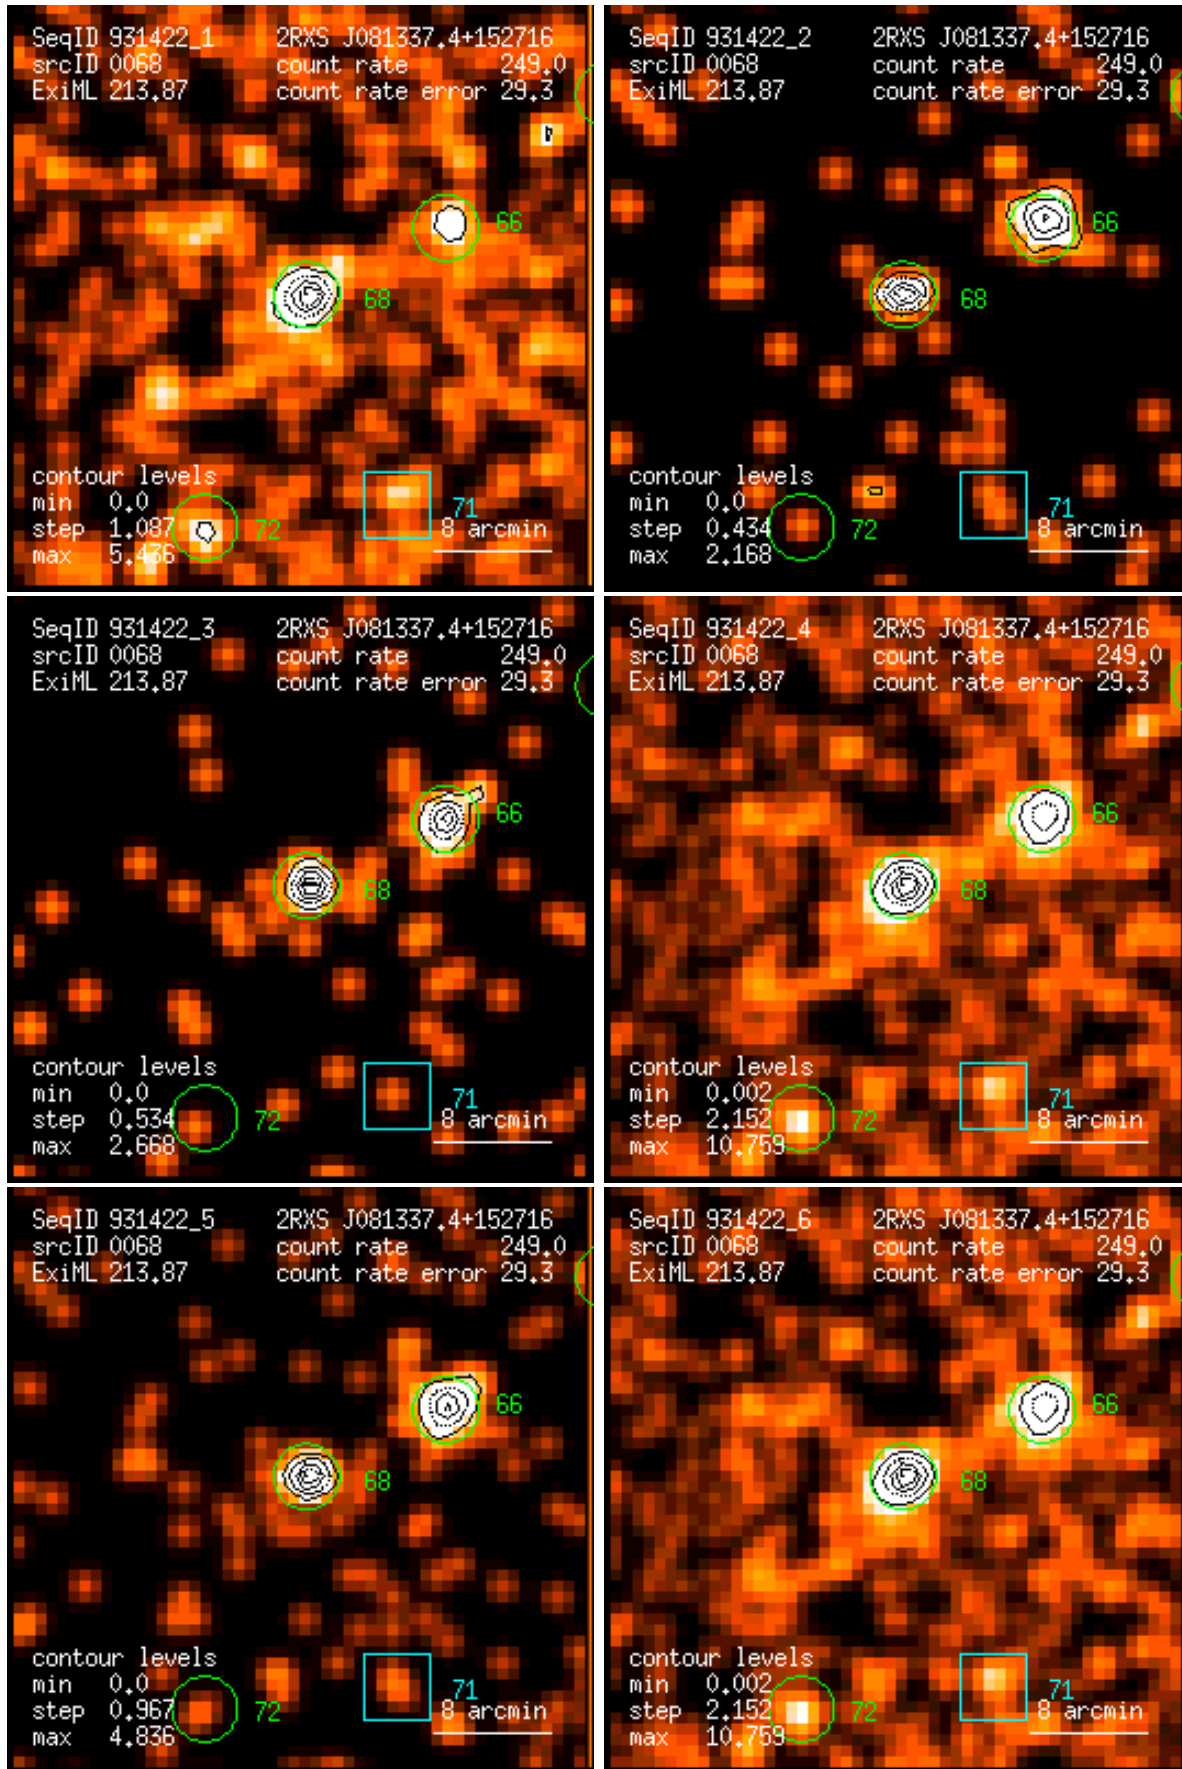 SeqID 931422_1 2RXS J081337.4+152716
srcID 0068 count rate 249.0
ExiML 213.87 count rate error 29.3
66
68
contour levels
min 0.0
step 1.087 72 71
max 5.436 8 arcmin
SeqID 931422_2 2RXS J081337.4+152716
srcID 0068 count rate 249.0
ExiML 213.87 count rate error 29.3
66
68
contour levels
min 0.0
step 0.434 72 71
max 2.168 8 arcmin
SeqID 931422_3 2RXS J081337.4+152716
srcID 0068 count rate 249.0
ExiML 213.87 count rate error 29.3
66
68
contour levels
min 0.0
step 0.534 72 71
max 2.668 8 arcmin
SeqID 931422_4 2RXS J081337.4+152716
srcID 0068 count rate 249.0
ExiML 213.87 count rate error 29.3
66
68
contour levels
min 0.002
step 2.152 72 71
max 10.759 8 arcmin
SeqID 931422_5 2RXS J081337.4+152716
srcID 0068 count rate 249.0
ExiML 213.87 count rate error 29.3
66
68
contour levels
min 0.0
step 0.967 72 71
max 4.836 8 arcmin
SeqID 931422_6 2RXS J081337.4+152716
srcID 0068 count rate 249.0
ExiML 213.87 count rate error 29.3
66
68
contour levels
min 0.002
step 2.152 72 71
max 10.759 8 arcmin